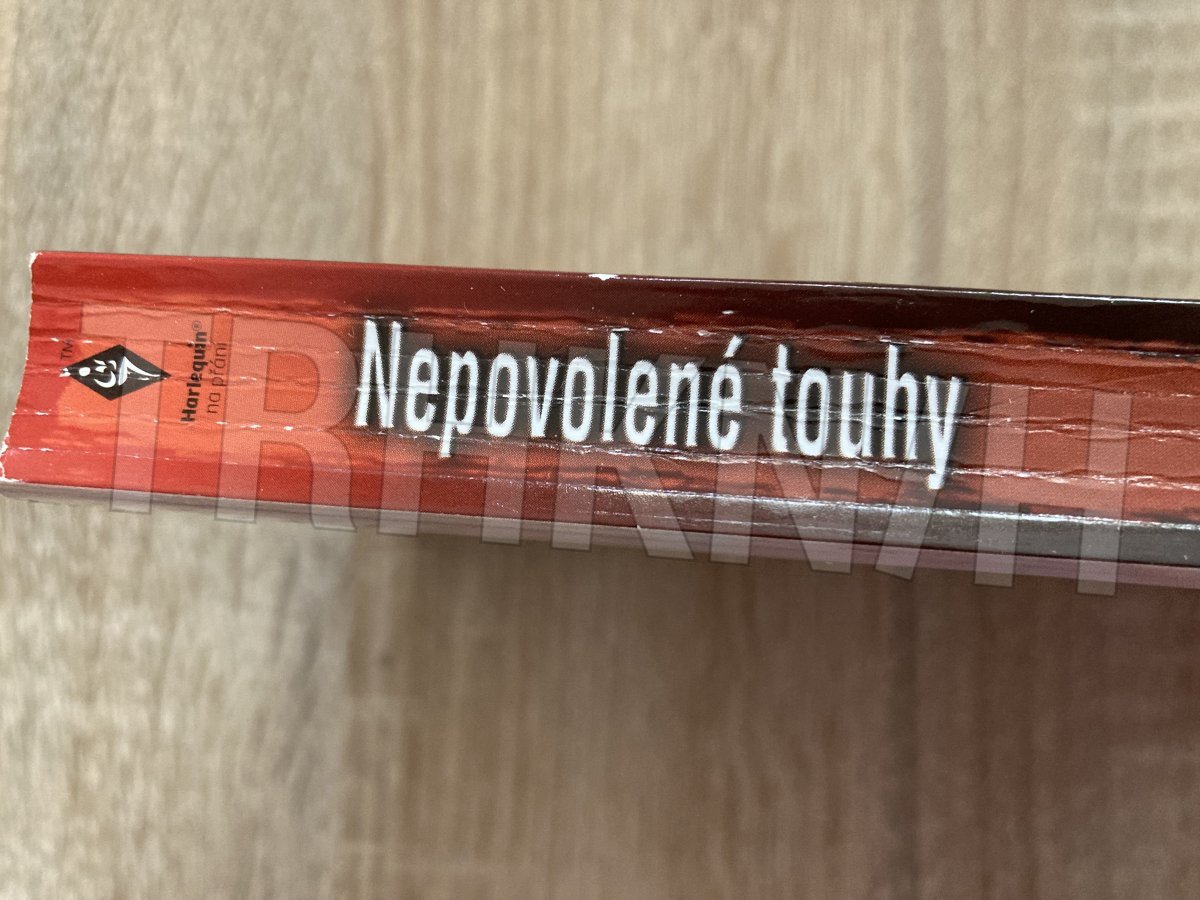 TM
Harlequin®
na přání
Nepovolené touhy
TRHKNIH